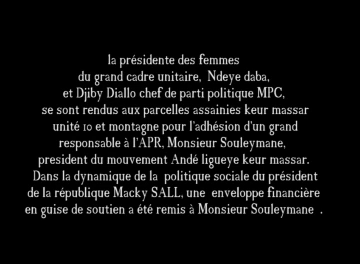 la présidente des femmes
du grand cadre unitaire, Ndeye daba,
et Djiby Diallo chef de parti politique MPC,
se sont rendus aux parcelles assainies keur massar
unité 10 et montagne pour l'adhésion d'un grand
responsable à l'APR, Monsieur Souleymane,
president du mouvement Andé ligueye keur massar.
Dans la dynamique de la politique sociale du président
de la république Macky SALL, une enveloppe financière
en guise de soutien a été remis à Monsieur Souleymane .